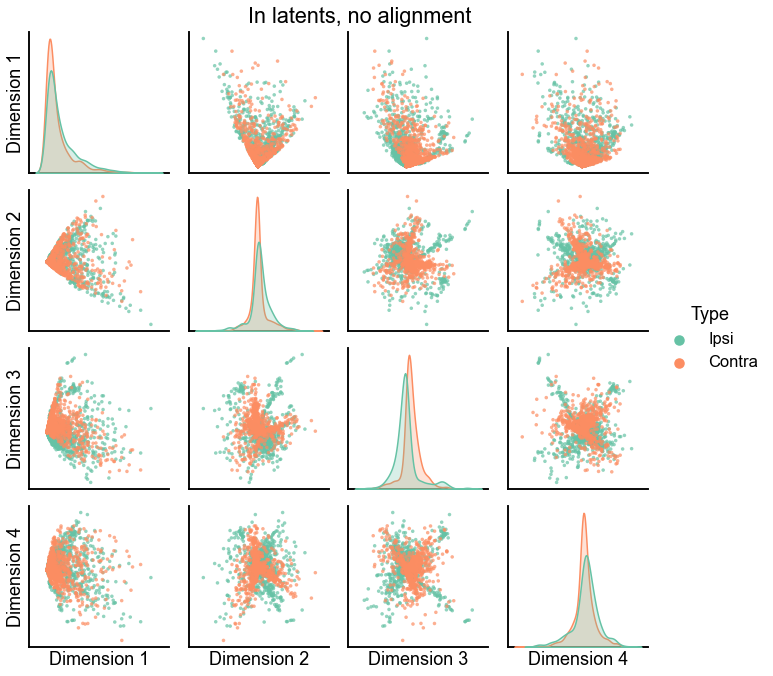 In latents, no alignment
Dimension 1
Dimension 2
Dimension 3
Dimension 4
Type
Ipsi
Contra
Dimension 1
Dimension 2
Dimension 3
Dimension 4